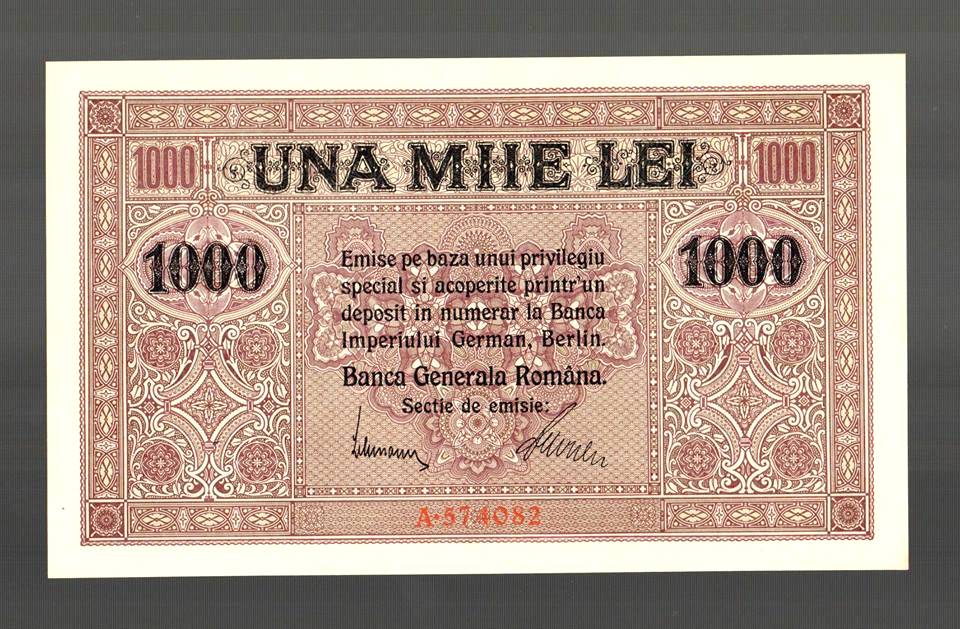 1000 UNA MIIE LEI 1000
1000 1000
Emise pe baza unui privilegiu
special si acoperite printr'un
deposit in numerar la Banca
Imperiului German, Berlin.
Banca Generala Româna.
Sectie de emisie:
A·574082